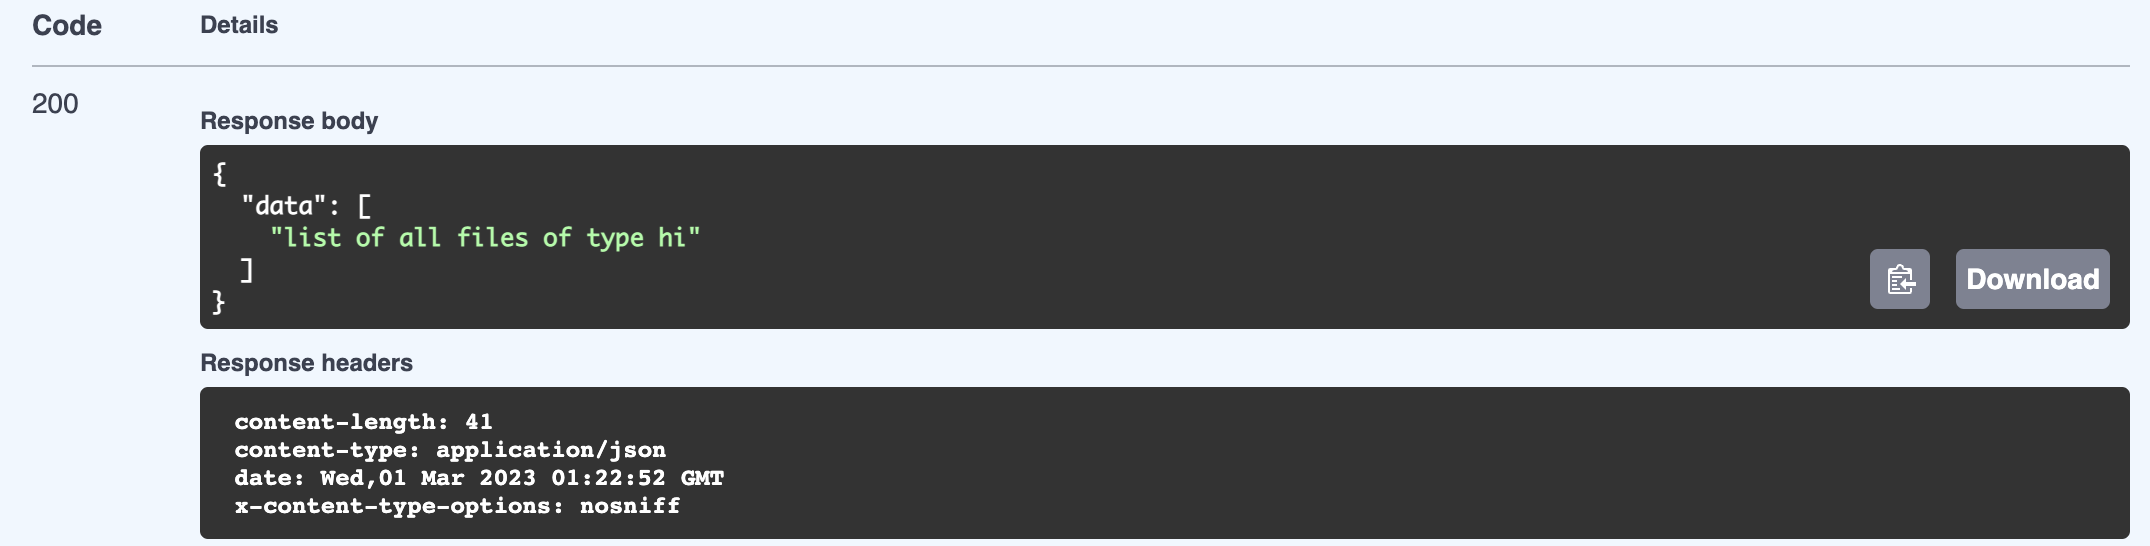 Code Details
200
Response body
{
"data": [
"list of all files of type hi"
]
}
Download
Response headers
content-length: 41
content-type: application/json
date: Wed,01 Mar 2023 01:22:52 GMT
x-content-type-options: nosniff